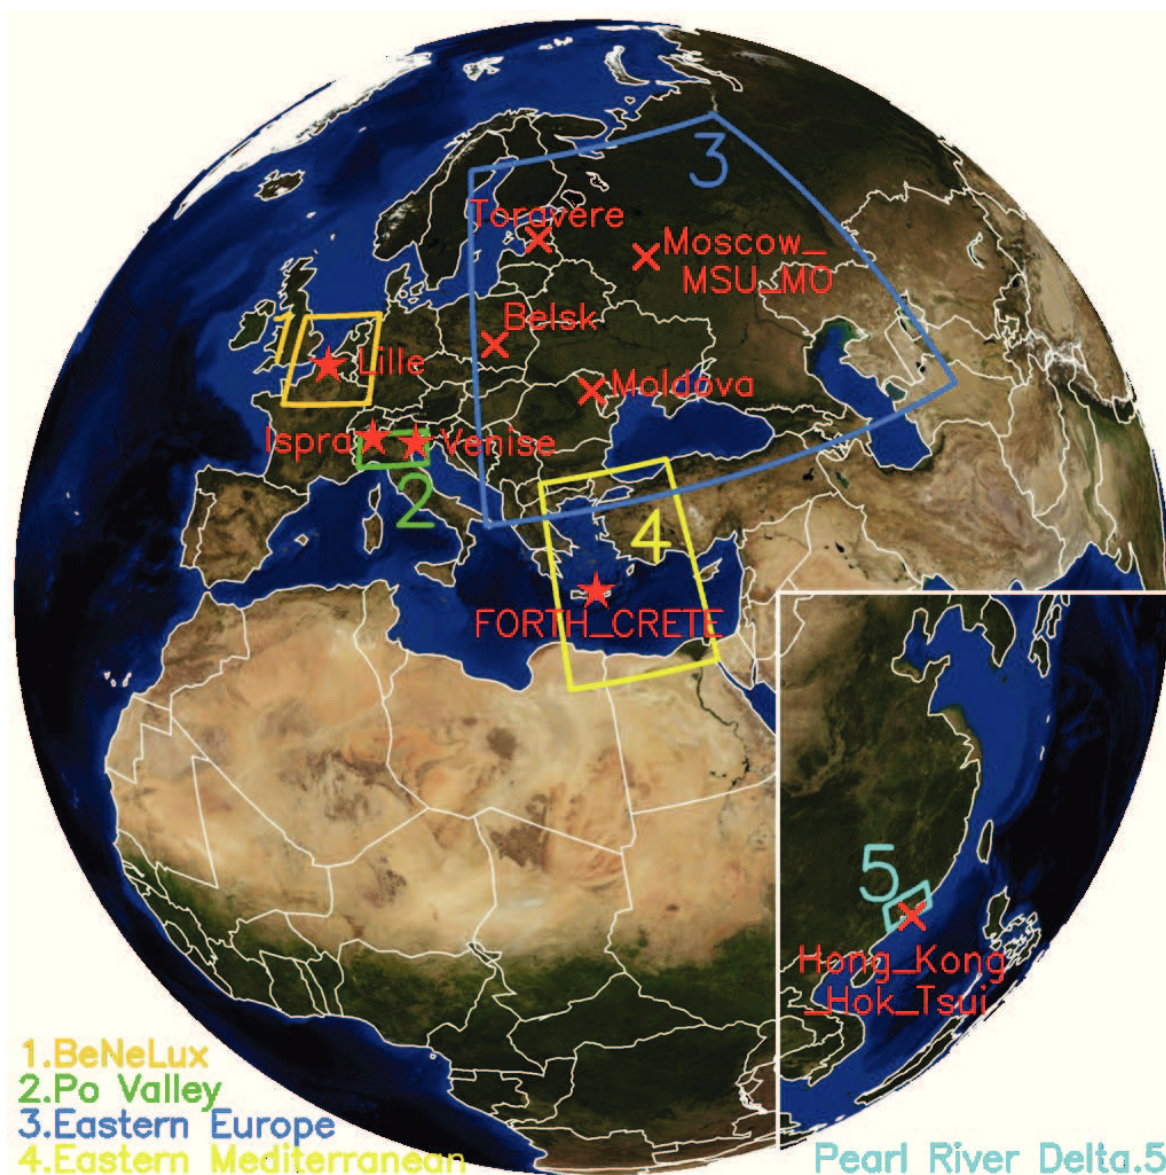 3
Toravere
Moscow_
MSU_MO
Belsk
1
Lille
Moldova
Ispra
Venise
2
4
FORTH_CRETE
5
Hong_Kong
_Hok_Tsui
1.BeNeLux
2.Po Valley
3.Eastern Europe
4.Eastern Mediterranean
Pearl River Delta.5